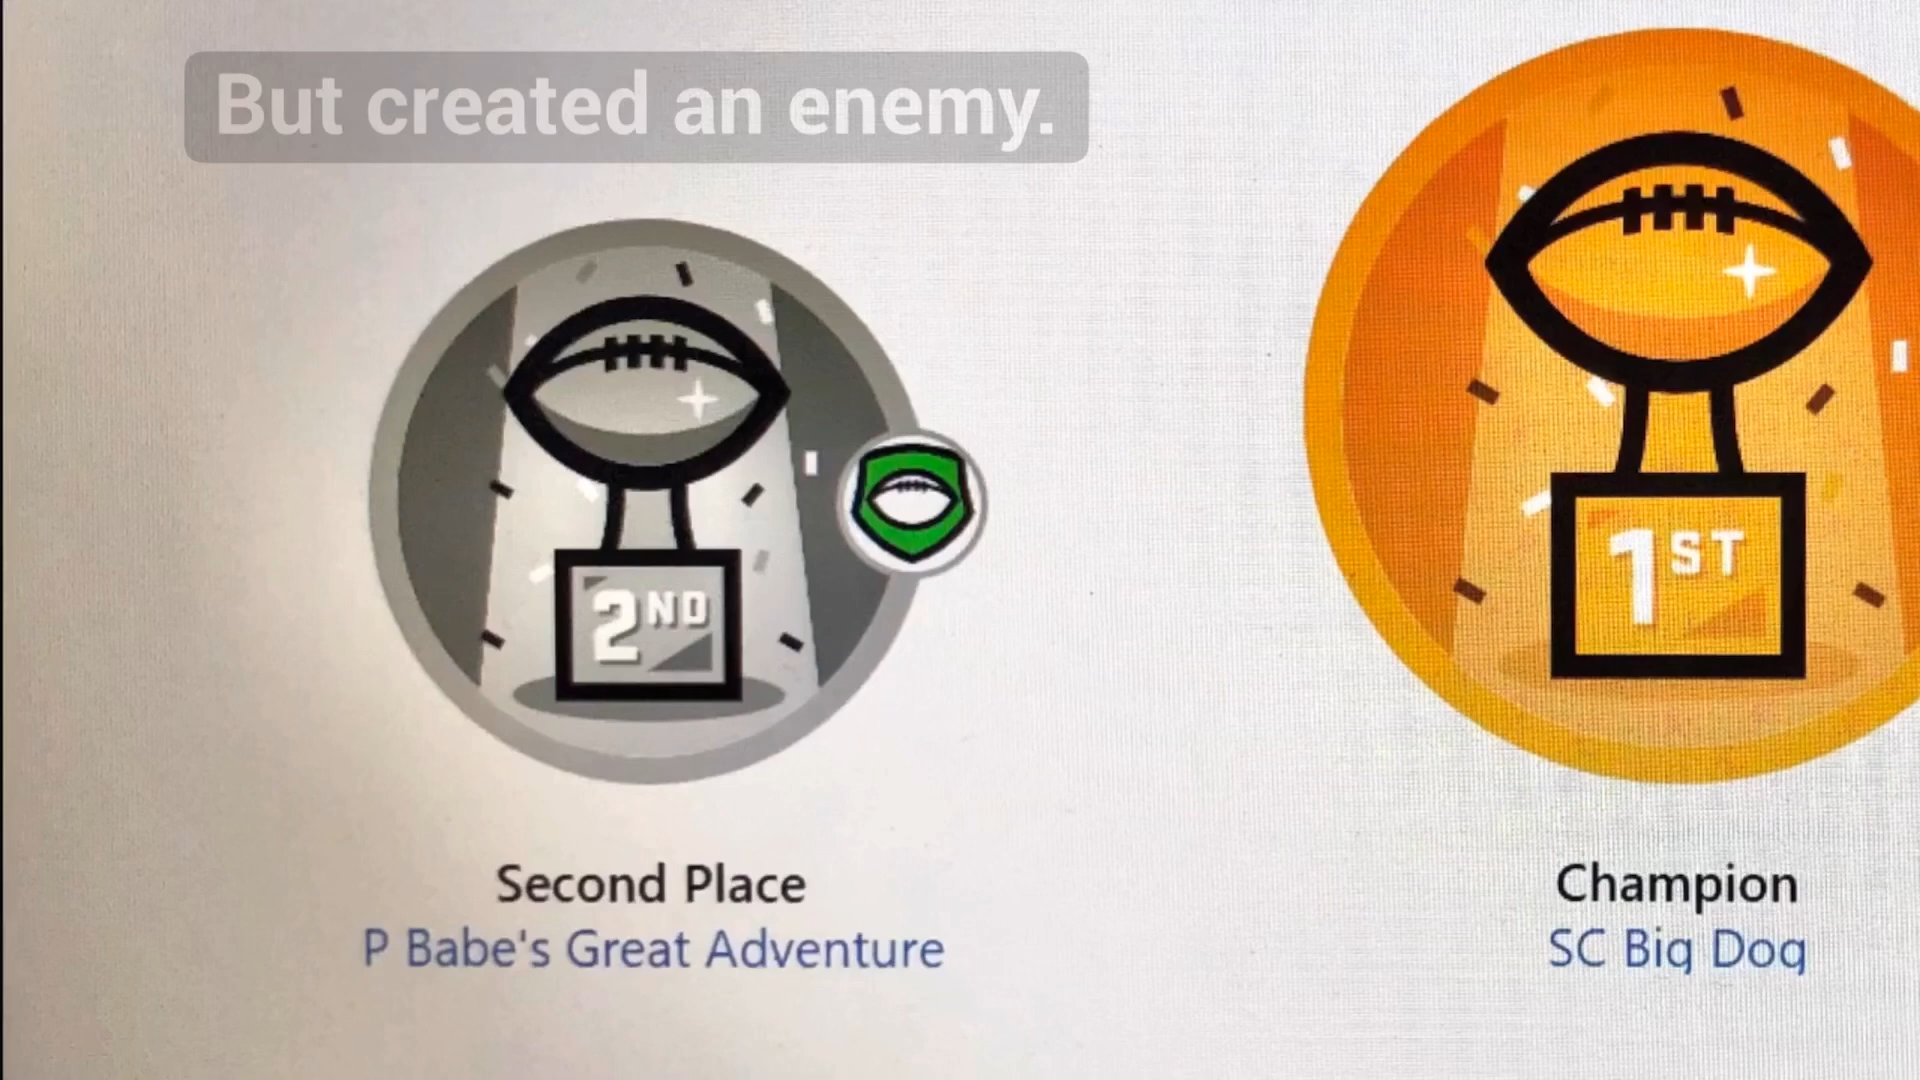 But created an enemy.
2ND
1ST
Second Place
P Babe's Great Adventure
Champion
SC Big Dog